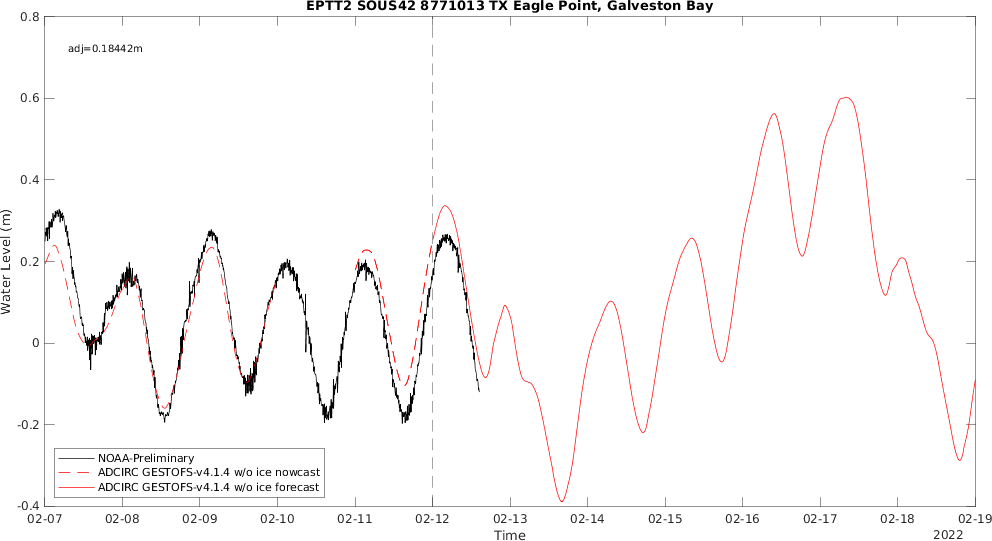 EPTT2 SOUS42 8771013 TX Eagle Point, Galveston Bay
adj=0.18442m
0.8
0.6
0.4
0.2
0
-0.2
-0.4
Water Level (m)
NOAA-Preliminary
ADCIRC GESTOFS-v4.1.4 w/o ice nowcast
ADCIRC GESTOFS-v4.1.4 w/o ice forecast
02-07 02-08 02-09 02-10 02-11 02-12 02-13 02-14 02-15 02-16 02-17 02-18 02-19
Time
2022